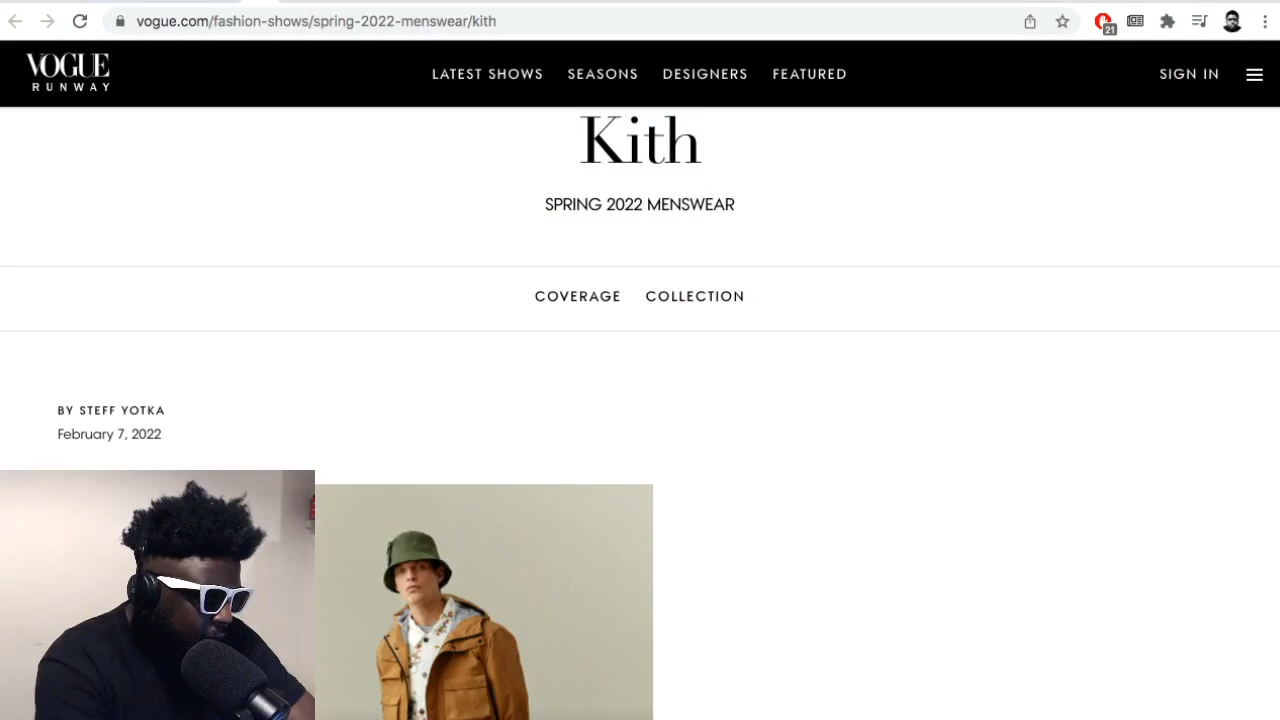 vogue.com/fashion-shows/spring-2022-menswear/kith
21
VOGUE
RUNWAY
LATEST SHOWS SEASONS DESIGNERS FEATURED
SIGN IN
Kith
SPRING 2022 MENSWEAR
COVERAGE COLLECTION
BY STEFF YOTKA
February 7, 2022